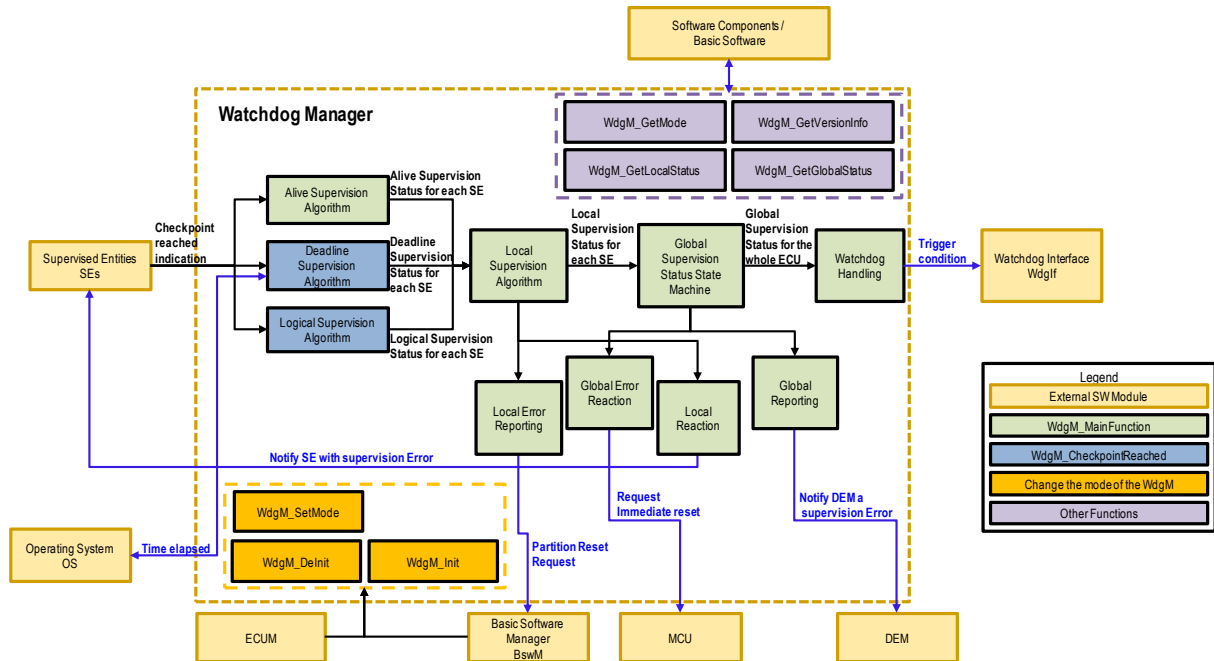 Software Components /
Basic Software
Watchdog Manager
WdgM_GetMode
WdgM_GetVersionInfo
WdgM_GetLocalStatus
WdgM_GetGlobalStatus
Alive Supervision
Algorithm
Alive Supervision
Status for each SE
Checkpoint
reached
indication
Supervised Entities
SEs
Deadline
Supervision
Algorithm
Deadline
Supervision
Status for
each SE
Logical Supervision
Algorithm
Logical Supervision
Status for each SE
Local
Supervision
Algorithm
Local
Supervision
Status for
each SE
Global
Supervision
Status State
Machine
Global
Supervision
Status for the
whole ECU
Watchdog
Handling
Trigger
condition
Watchdog Interface
WdgIf
Local Error
Reporting
Global Error
Reaction
Local
Reaction
Global
Reporting
Legend
External SW Module
WdgM_MainFunction
WdgM_CheckpointReached
Change the mode of the WdgM
Other Functions
Notify SE with supervision Error
WdgM_SetMode
WdgM_DeInit
WdgM_Init
Request
Immediate reset
Notify DEM a
supervision Error
Partition Reset
Request
Operating System
OS
Time elapsed
ECUM
Basic Software
Manager
BswM
MCU
DEM